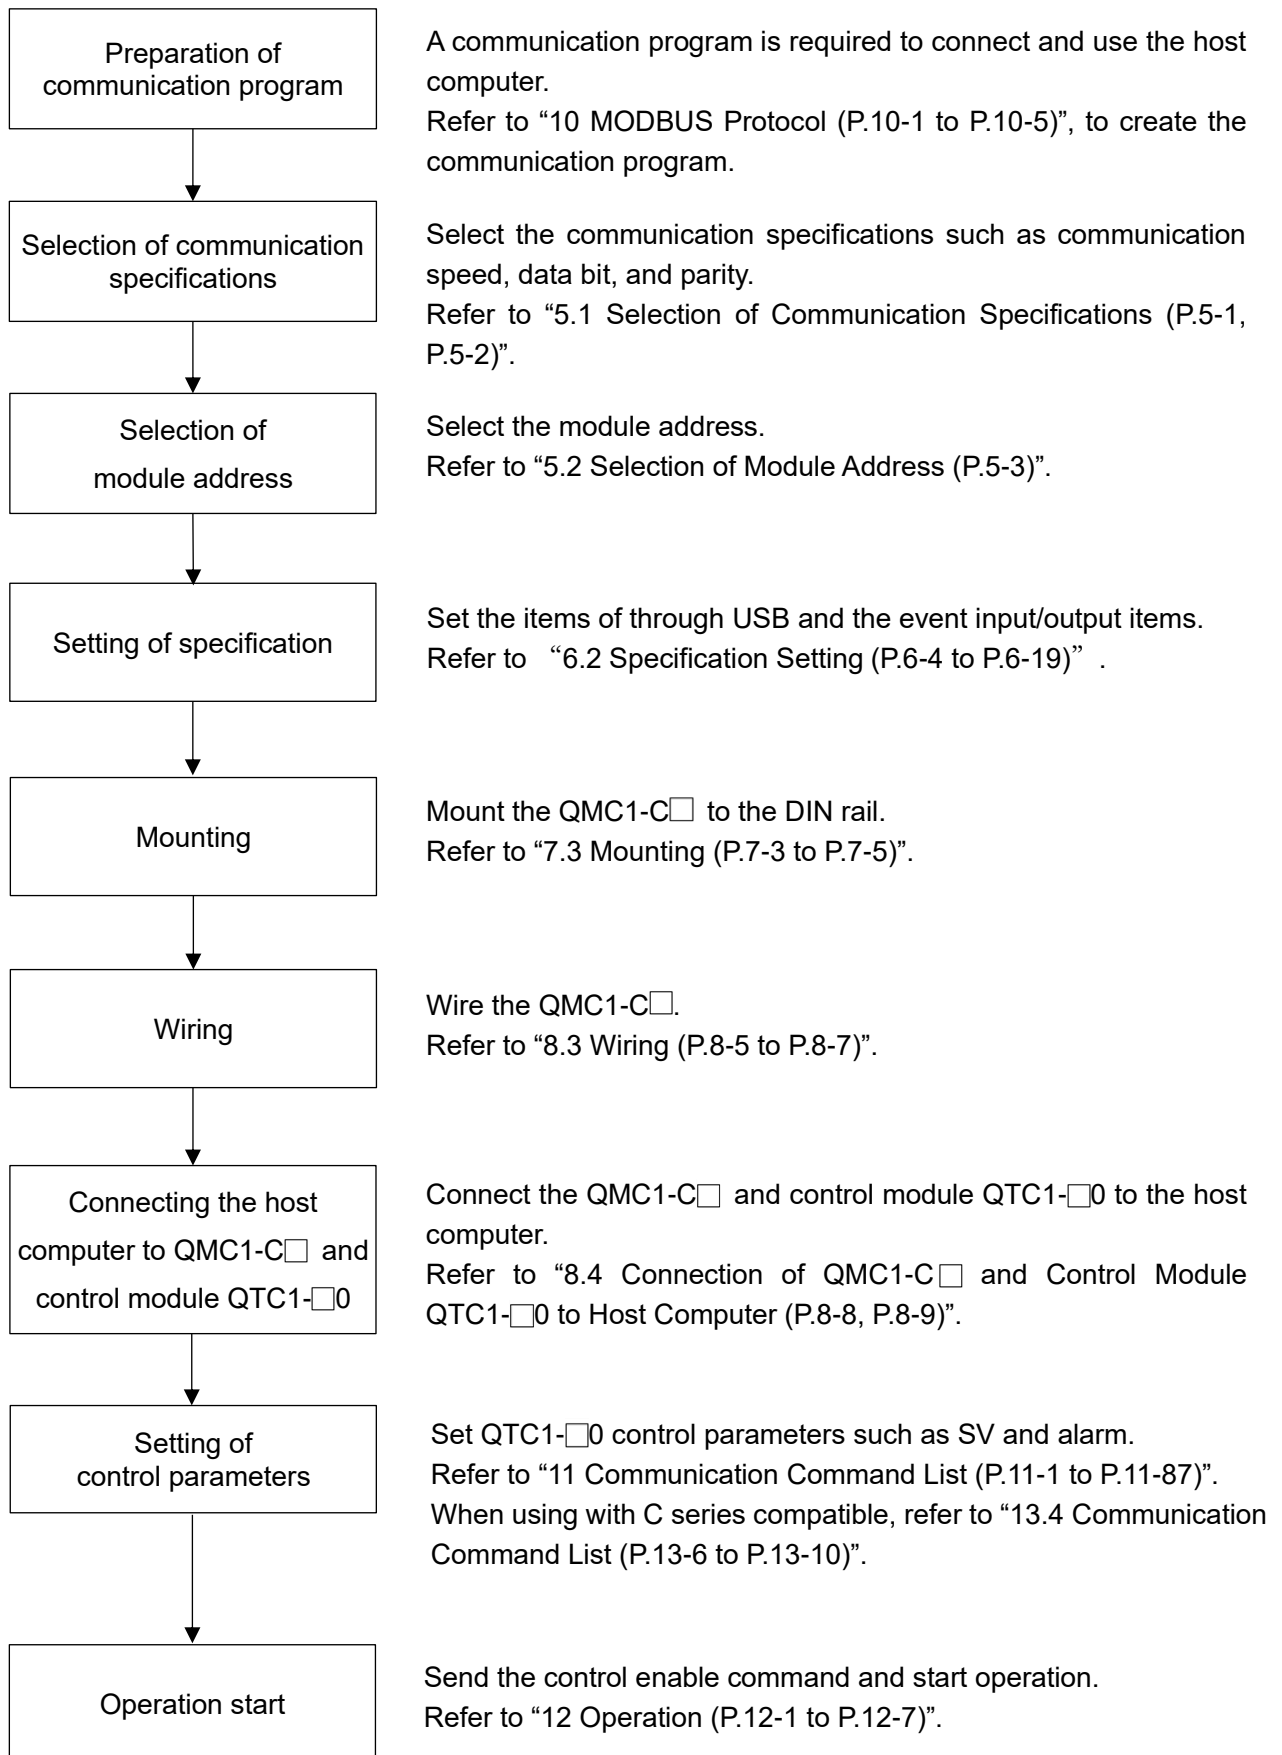 Preparation of
communication program
A communication program is required to connect and use the host
computer.
Refer to “10 MODBUS Protocol (P.10-1 to P.10-5)”, to create the
communication program.
Selection of communication
specifications
Select the communication specifications such as communication
speed, data bit, and parity.
Refer to “5.1 Selection of Communication Specifications (P.5-1,
P.5-2)”.
Selection of
module address
Select the module address.
Refer to “5.2 Selection of Module Address (P.5-3)”.
Setting of specification
Set the items of through USB and the event input/output items.
Refer to “6.2 Specification Setting (P.6-4 to P.6-19)” .
Mounting
Mount the QMC1-C□ to the DIN rail.
Refer to “7.3 Mounting (P.7-3 to P.7-5)”.
Wiring
Wire the QMC1-C□.
Refer to “8.3 Wiring (P.8-5 to P.8-7)”.
Connecting the host
computer to QMC1-C□ and
control module QTC1-□0
Connect the QMC1-C□ and control module QTC1-□0 to the host
computer.
Refer to “8.4 Connection of QMC1-C□ and Control Module
QTC1-□0 to Host Computer (P.8-8, P.8-9)”.
Setting of
control parameters
Set QTC1-□0 control parameters such as SV and alarm.
Refer to “11 Communication Command List (P.11-1 to P.11-87)”.
When using with C series compatible, refer to “13.4 Communication
Command List (P.13-6 to P.13-10)”.
Operation start
Send the control enable command and start operation.
Refer to “12 Operation (P.12-1 to P.12-7)”.